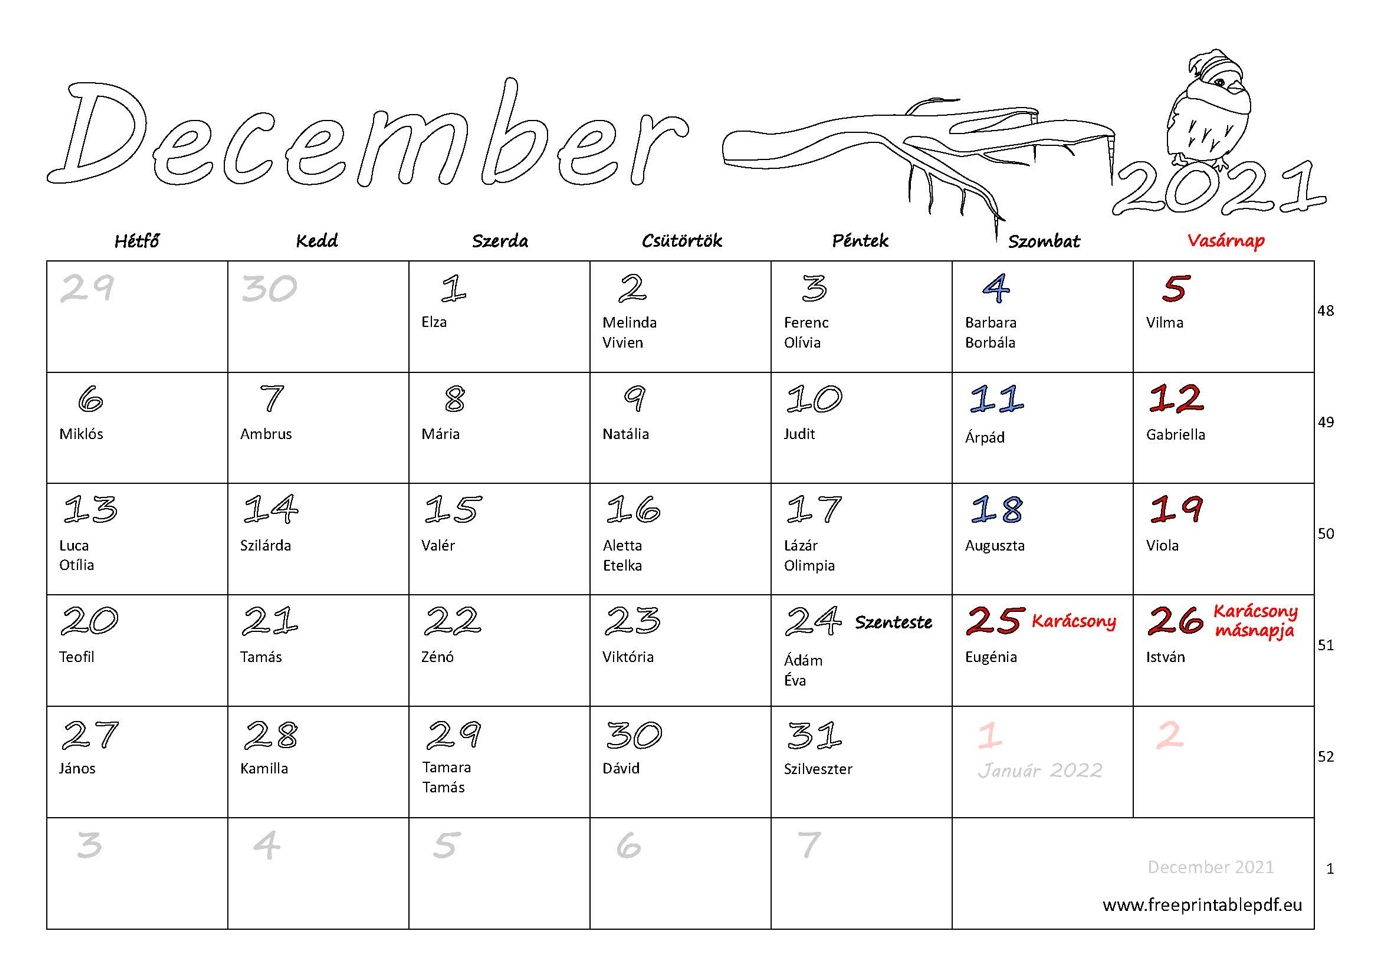 December
2021
Hétfő Kedd Szerda Csütörtök Péntek Szombat Vasárnap
29 30 1 2 3 4 5 48
Elza Melinda Ferenc Barbara Vilma
Vivien Olívia Borbála
6 7 8 9 10 11 12 49
Miklós Ambrus Mária Natália Judit Árpád Gabriella
13 14 15 16 17 18 19 50
Luca Szilárda Valér Aletta Lázár Auguszta Viola
Otília Etelka Olimpia
20 21 22 23 24 Szenteste 25 Karácsony 26 Karácsony
másnapja
51
Teofil Tamás Zénó Viktória Ádám Eugénia István
Éva
27 28 29 30 31 1 2 52
János Kamilla Tamara Dávid Szilveszter Január 2022
Tamás
3 4 5 6 7
December 2021 1
www.freeprintablepdf.eu